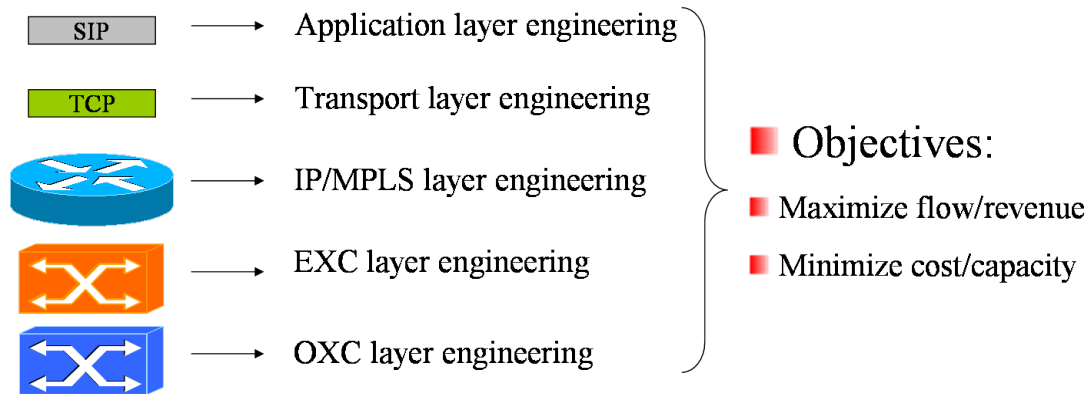 SIP
Application layer engineering
TCP
Transport layer engineering
IP/MPLS layer engineering
EXC layer engineering
OXC layer engineering
Objectives:
Maximize flow/revenue
Minimize cost/capacity